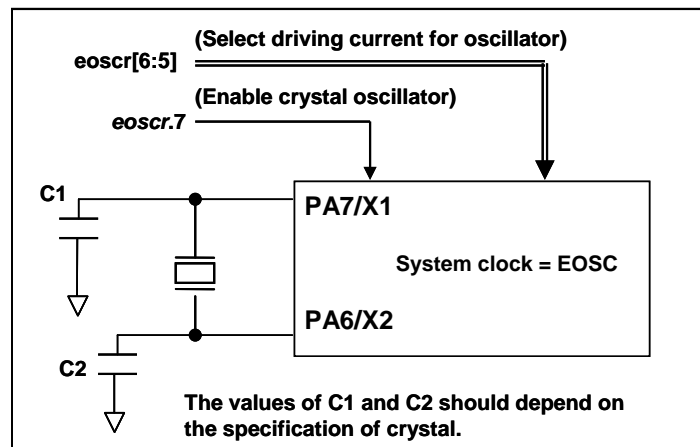 (Select driving current for oscillator)
eoscr[6:5]
(Enable crystal oscillator)
eoscr.7
C1
PA7/X1
System clock = EOSC
PA6/X2
C2
The values of C1 and C2 should depend on
the specification of crystal.